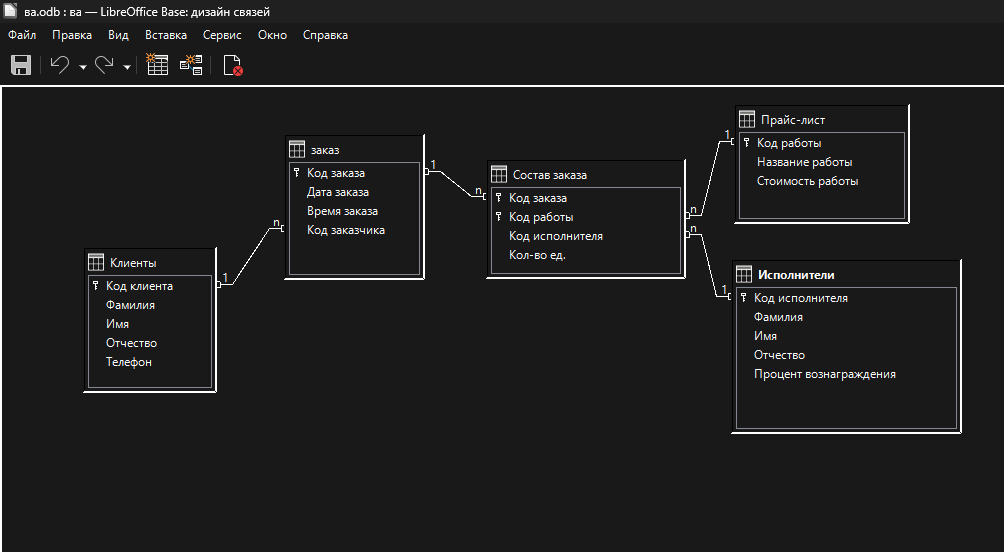 ва.odb : ва — LibreOffice Base: дизайн связей
Файл Правка Вид Вставка Сервис Окно Справка
Клиенты
Код клиента
Фамилия
Имя
Отчество
Телефон
1
n
заказ
Код заказа
Дата заказа
Время заказа
Код заказчика
1
n
Состав заказа
Код заказа
Код работы
Код исполнителя
Кол-во ед.
n
1
n
1
Прайс-лист
Код работы
Название работы
Стоимость работы
Исполнители
Код исполнителя
Фамилия
Имя
Отчество
Процент вознаграждения